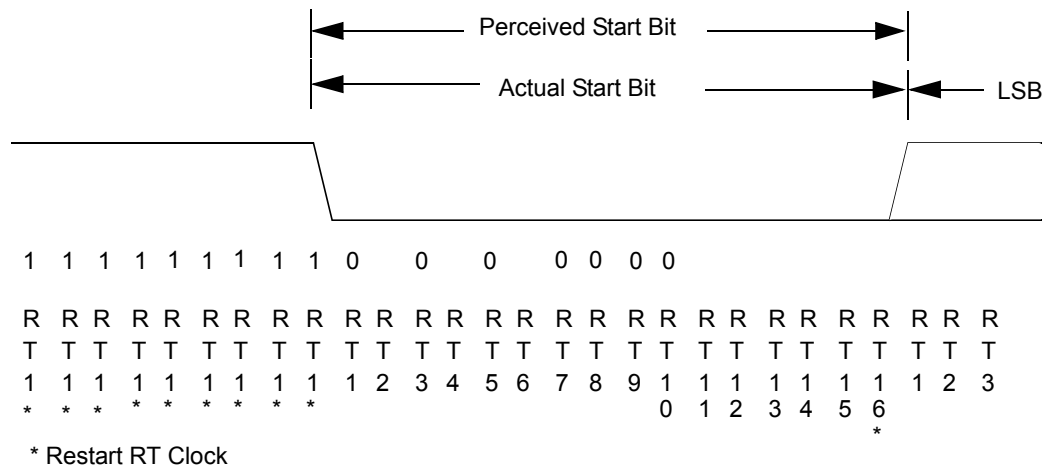 Perceived Start Bit
Actual Start Bit
LSB
1 1 1 1 1 1 1 1 1 0 0 0 0 0 0 0
R R R R R R R R R R R R R R R R R R R R R R R R R R R R
T T T T T T T T T T T T T T T T T T T T T T T T T T T T
1 1 1 1 1 1 1 1 1 1 2 3 4 5 6 7 8 9 1 1 1 1 1 1 1 1 2 3
* * * * * * * * * 0 1 2 3 4 5 6
*
* Restart RT Clock